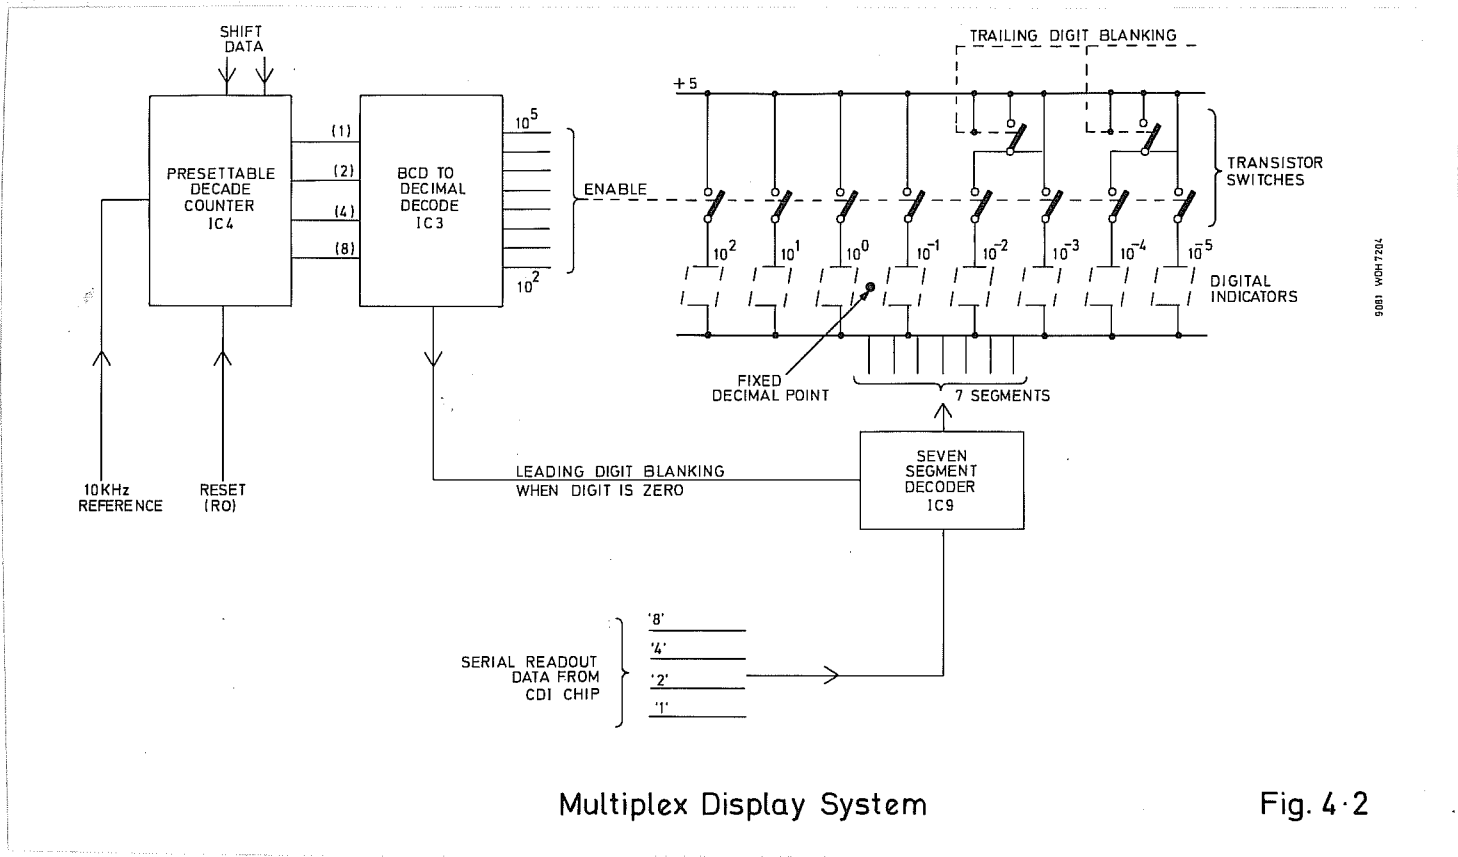 SHIFT
DATA
PRESETTABLE
DECADE
COUNTER
IC4
(1)
(2)
(4)
(8)
BCD TO
DECIMAL
DECODE
IC3
10⁵
10²
ENABLE
10KHz
REFERENCE
RESET
(RO)
TRAILING DIGIT BLANKING
+5
TRANSISTOR
SWITCHES
10² 10¹ 10⁰ 10⁻¹ 10⁻² 10⁻³ 10⁻⁴ 10⁻⁵
DIGITAL
INDICATORS
FIXED
DECIMAL POINT
7 SEGMENTS
LEADING DIGIT BLANKING
WHEN DIGIT IS ZERO
SEVEN
SEGMENT
DECODER
IC9
SERIAL READOUT
DATA FROM
CDI CHIP
'8'
'4'
'2'
'1'
9081 WOH 7204
Multiplex Display System
Fig. 4·2